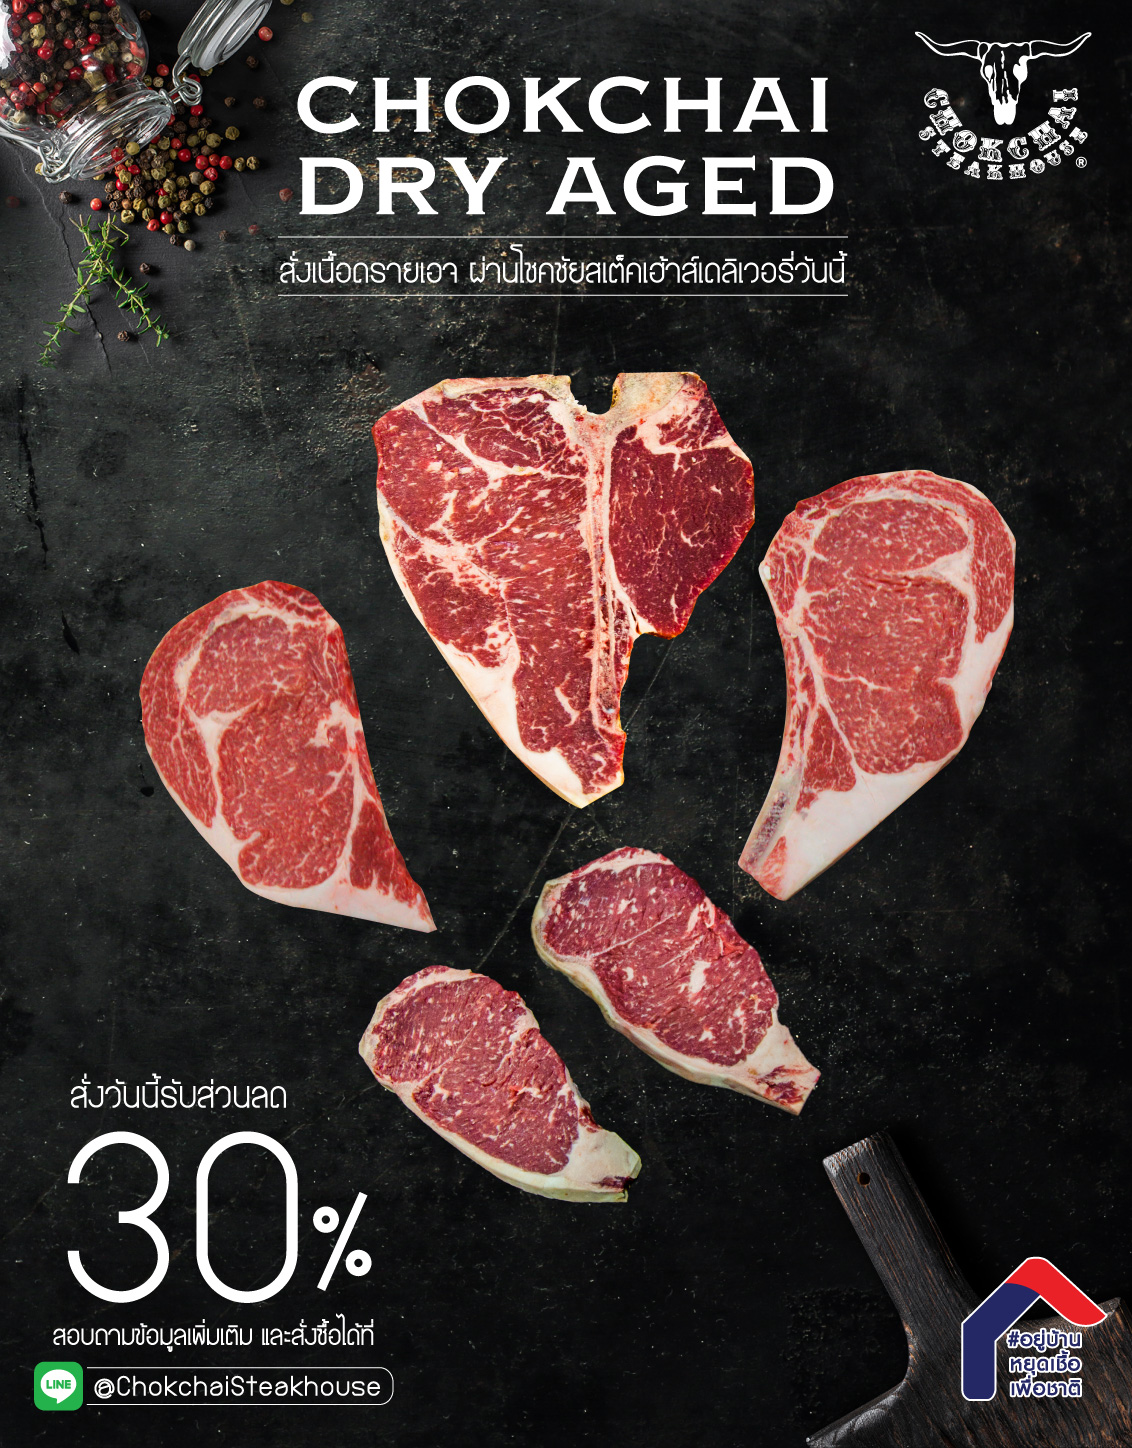 CHOKCHAI
DRY AGED
CHOKCHAI
STEAKHOUSE®
สั่งเนื้อดรายเอจ ผ่านโชคชัยสเต็คเฮ้าส์เดลิเวอรี่วันนี้
สั่งวันนี้รับส่วนลด
30%
สอบถามข้อมูลเพิ่มเติม และสั่งซื้อได้ที่
LINE @ChokchaiSteakhouse
#อยู่บ้าน
หยุดเชื้อ
เพื่อชาติ